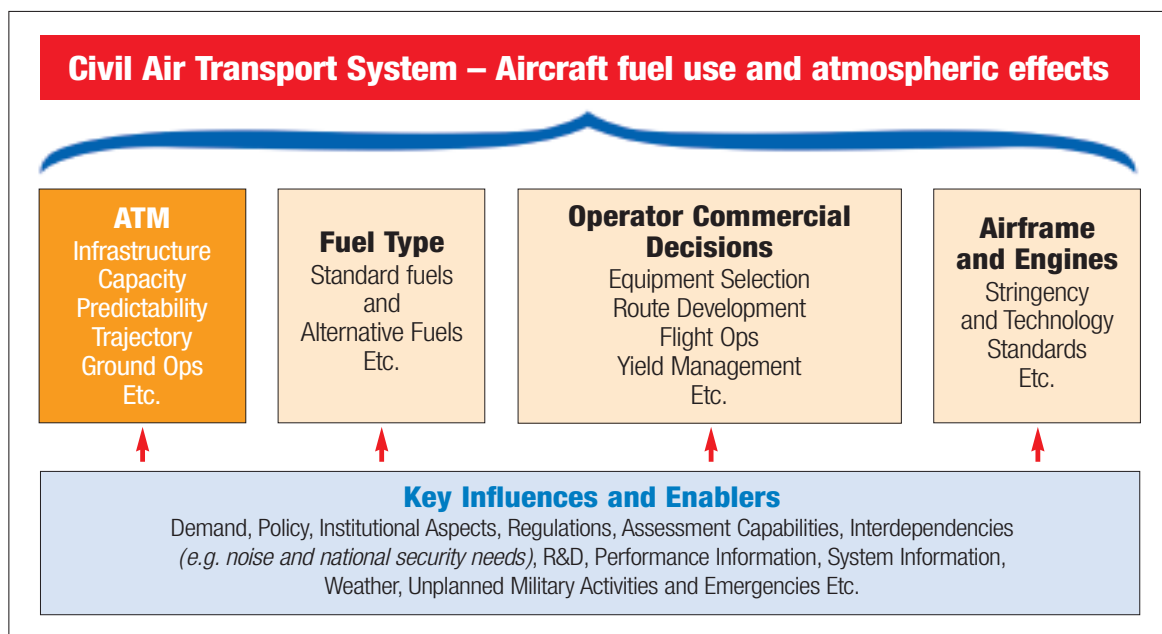 Civil Air Transport System – Aircraft fuel use and atmospheric effects
ATM
Infrastructure
Capacity
Predictability
Trajectory
Ground Ops
Etc.
Fuel Type
Standard fuels
and
Alternative Fuels
Etc.
Operator Commercial
Decisions
Equipment Selection
Route Development
Flight Ops
Yield Management
Etc.
Airframe
and Engines
Stringency
and Technology
Standards
Etc.
Key Influences and Enablers
Demand, Policy, Institutional Aspects, Regulations, Assessment Capabilities, Interdependencies
(e.g. noise and national security needs), R&D, Performance Information, System Information,
Weather, Unplanned Military Activities and Emergencies Etc.